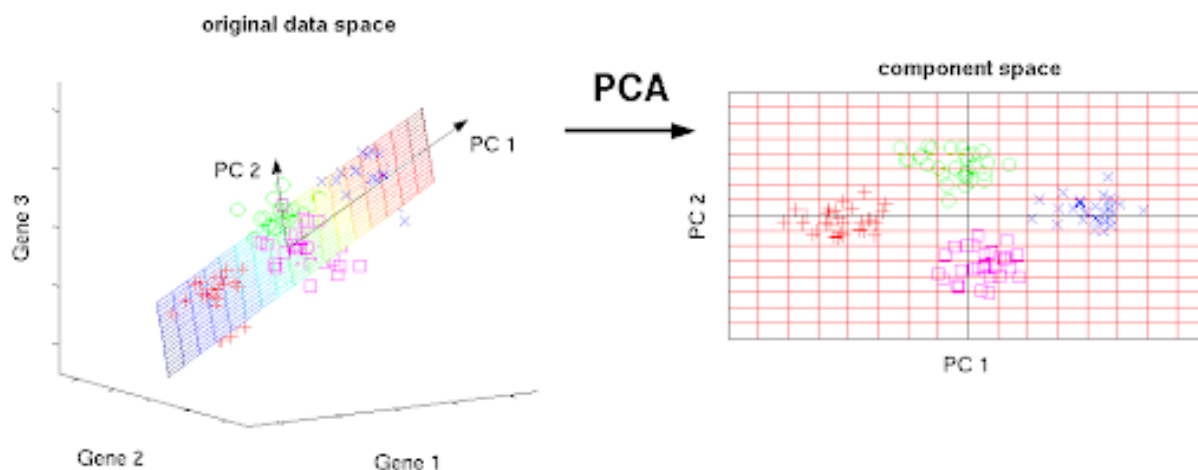 original data space
PC 1
PC 2
Gene 3
Gene 2
Gene 1
PCA
component space
PC 2
PC 1